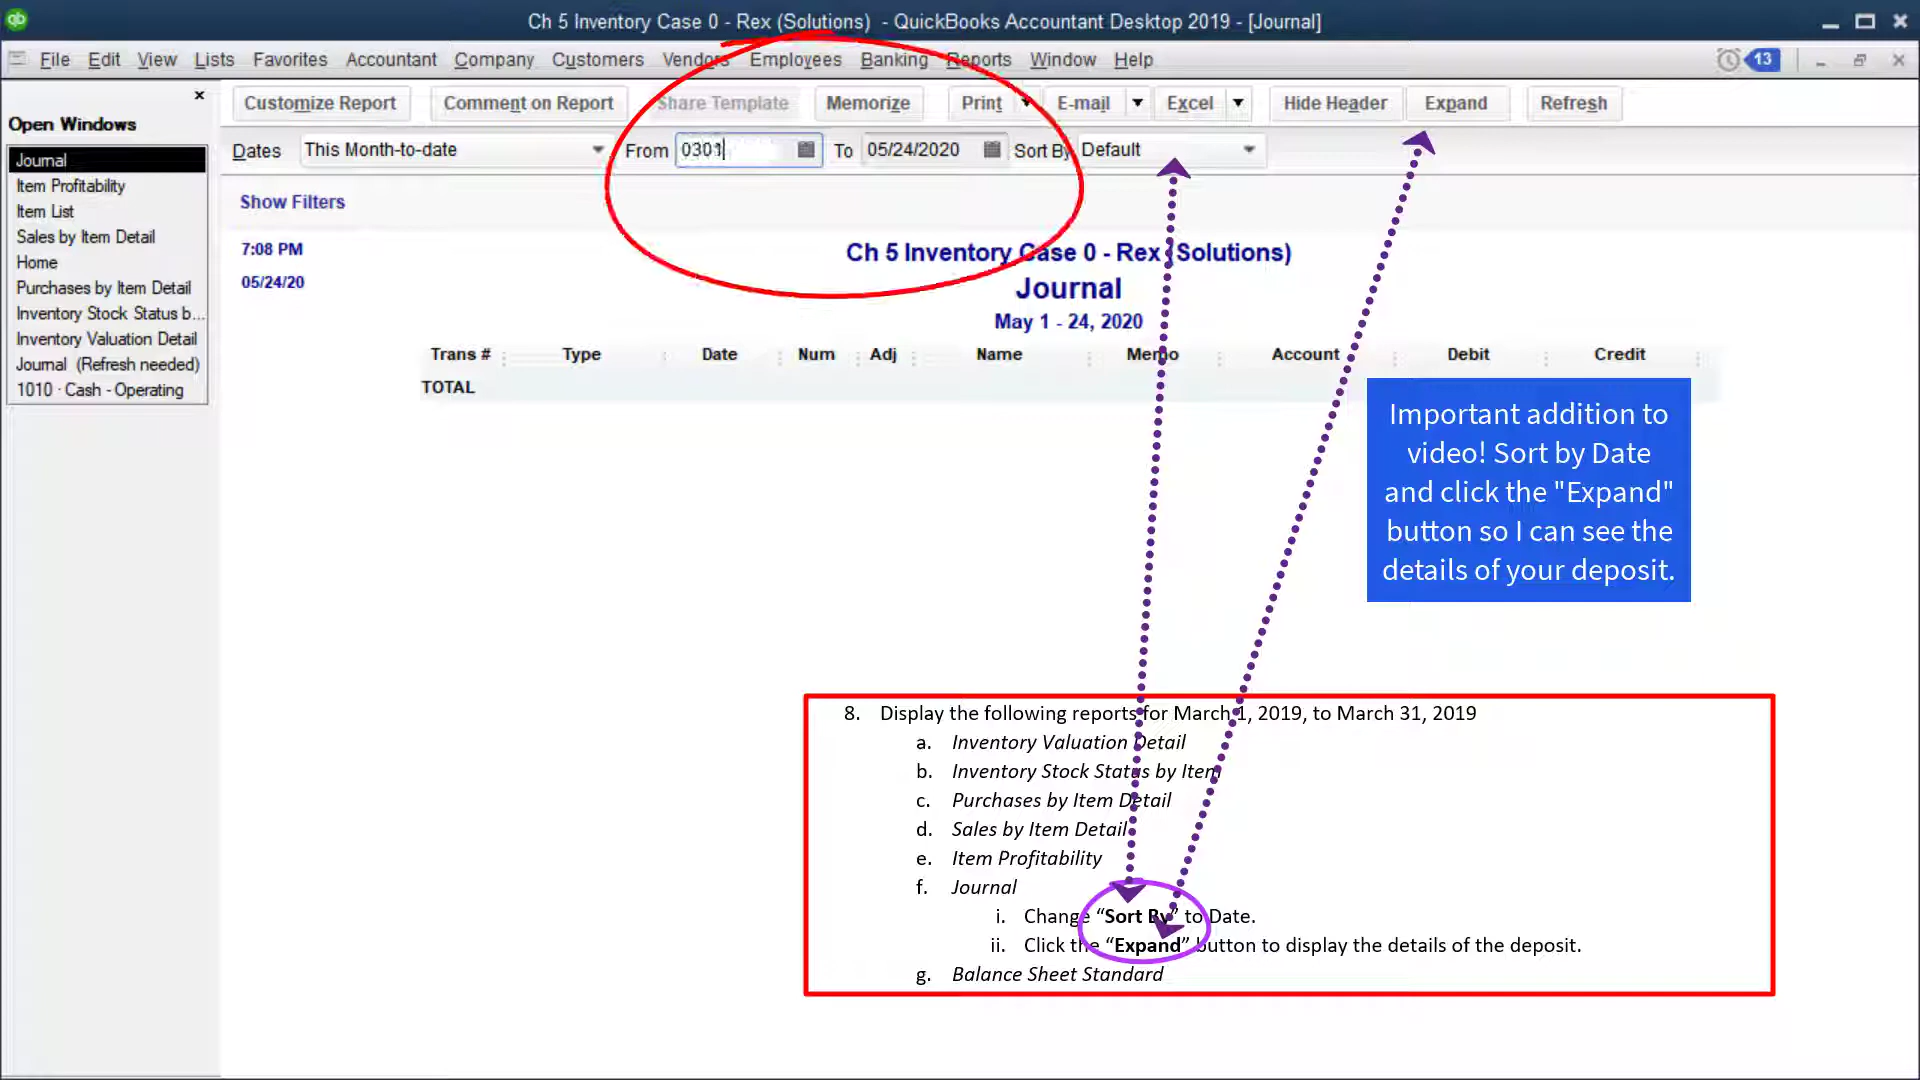 qb
Ch 5 Inventory Case 0 - Rex (Solutions) - QuickBooks Accountant Desktop 2019 - [Journal]
File Edit View Lists Favorites Accountant Company Customers Vendors Employees Banking Reports Window Help
13
Customize Report Comment on Report Share Template Memorize Print E-mail Excel Hide Header Expand Refresh
Open Windows
Dates This Month-to-date From 0301 To 05/24/2020 Sort By Default
Journal
Item Profitability
Item List
Sales by Item Detail
Home
Purchases by Item Detail
Inventory Stock Status b...
Inventory Valuation Detail
Journal (Refresh needed)
1010 · Cash - Operating
Show Filters
7:08 PM
05/24/20
Ch 5 Inventory Case 0 - Rex (Solutions)
Journal
May 1 - 24, 2020
Trans # Type Date Num Adj Name Memo Account Debit Credit
TOTAL
Important addition to
video! Sort by Date
and click the "Expand"
button so I can see the
details of your deposit.
8. Display the following reports for March 1, 2019, to March 31, 2019
a. Inventory Valuation Detail
b. Inventory Stock Status by Item
c. Purchases by Item Detail
d. Sales by Item Detail
e. Item Profitability
f. Journal
i. Change “Sort By” to Date.
ii. Click the “Expand” button to display the details of the deposit.
g. Balance Sheet Standard